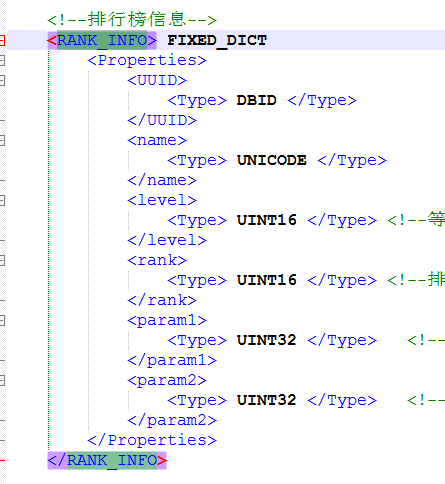 <!--排行榜信息-->
<RANK_INFO> FIXED_DICT
<Properties>
<UUID>
<Type> DBID </Type>
</UUID>
<name>
<Type> UNICODE </Type>
</name>
<level>
<Type> UINT16 </Type> <!--等
</level>
<rank>
<Type> UINT16 </Type> <!--排
</rank>
<param1>
<Type> UINT32 </Type> <!--
</param1>
<param2>
<Type> UINT32 </Type> <!--
</param2>
</Properties>
</RANK_INFO>